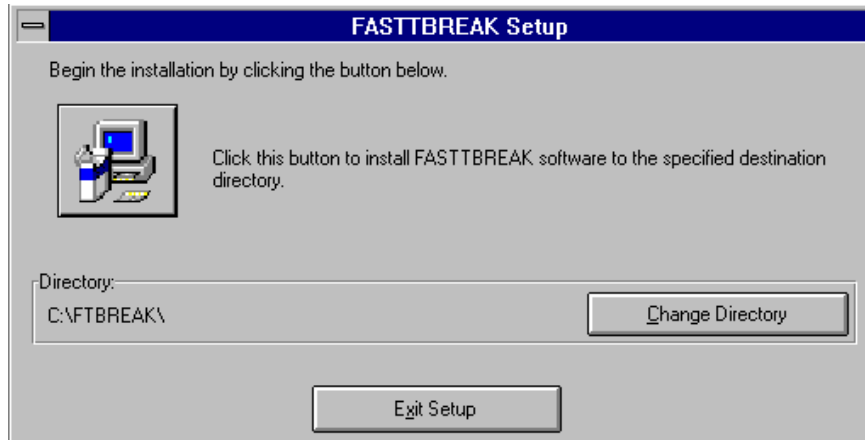 FASTTBREAK Setup
Begin the installation by clicking the button below.
Click this button to install FASTTBREAK software to the specified destination
directory.
Directory:
C:\FTBREAK\
Change Directory
Exit Setup